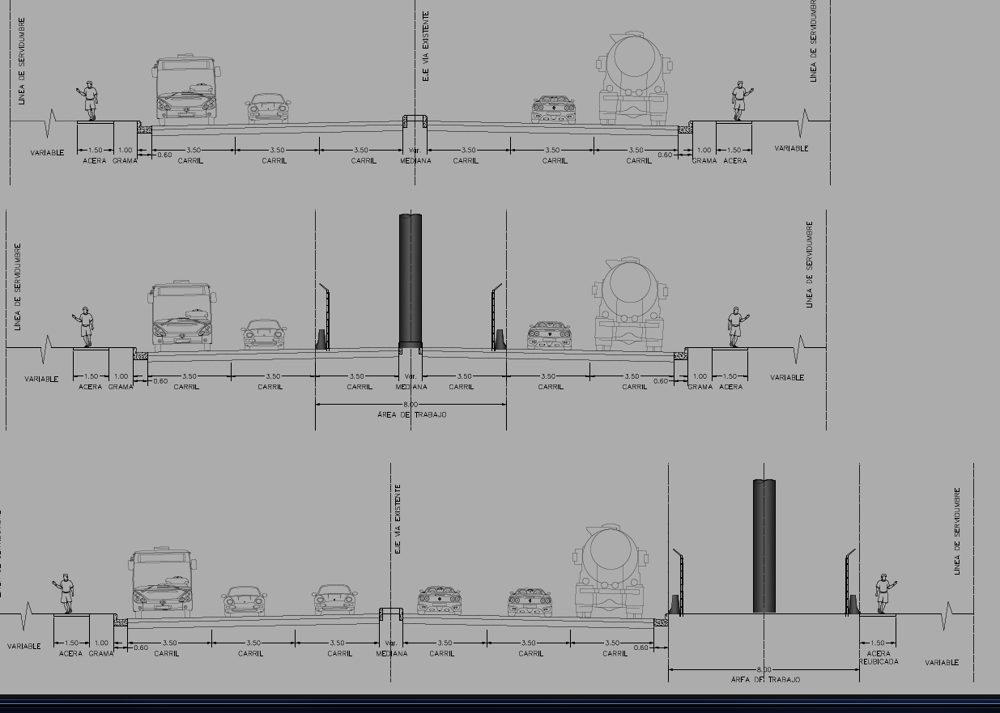 LÍNEA DE SERVIDUMBRE
EJE VÍA EXISTENTE
LÍNEA DE SERVIDUMBRE
VARIABLE
1.50
1.00
0.60
3.50
3.50
3.50
Var.
3.50
3.50
3.50
0.60
1.00
1.50
VARIABLE
ACERA
GRAMA
CARRIL
CARRIL
CARRIL
MEDIANA
CARRIL
CARRIL
CARRIL
GRAMA
ACERA
LÍNEA DE SERVIDUMBRE
LÍNEA DE SERVIDUMBRE
VARIABLE
1.50
1.00
0.60
3.50
3.50
3.50
Var.
3.50
3.50
3.50
0.60
1.00
1.50
VARIABLE
ACERA
GRAMA
CARRIL
CARRIL
CARRIL
MEDIANA
CARRIL
CARRIL
CARRIL
GRAMA
ACERA
8.00
ÁREA DE TRABAJO
EJE VÍA EXISTENTE
LÍNEA DE SERVIDUMBRE
VARIABLE
1.50
1.00
0.60
3.50
3.50
3.50
Var.
3.50
3.50
3.50
0.60
1.50
ACERA
GRAMA
CARRIL
CARRIL
CARRIL
MEDIANA
CARRIL
CARRIL
CARRIL
ACERA
REUBICADA
VARIABLE
8.00
ÁREA DE TRABAJO